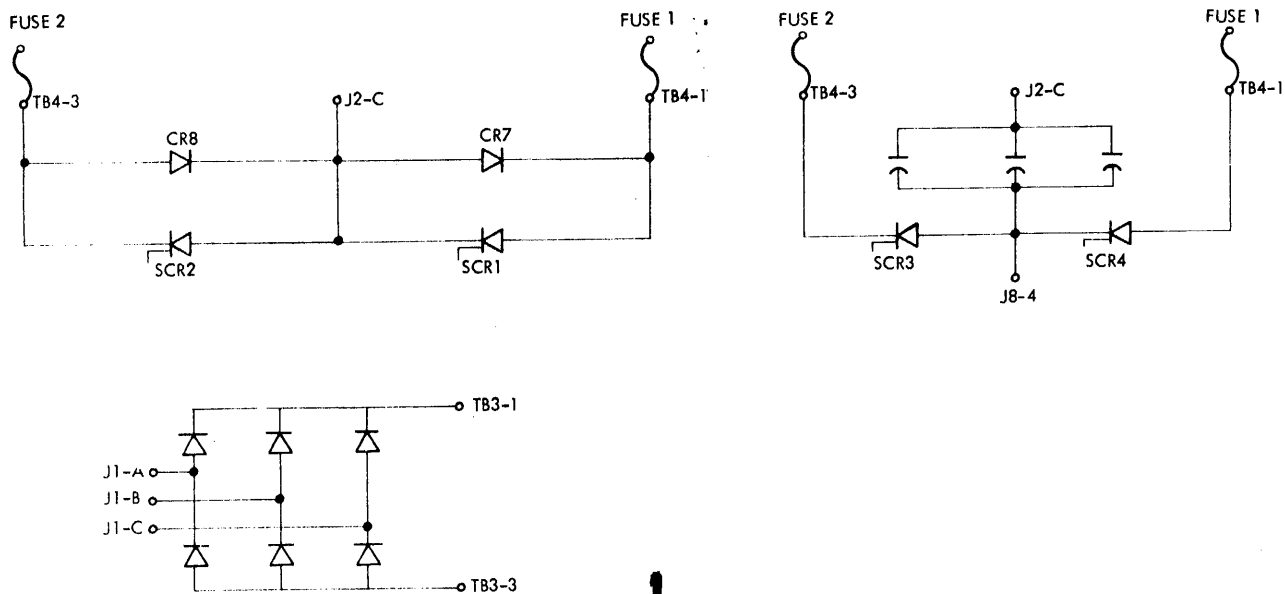 FUSE 2
FUSE 1
TB4-3
J2-C
TB4-1
CR8
CR7
SCR2
SCR1
FUSE 2
FUSE 1
TB4-3
J2-C
TB4-1
SCR3
SCR4
J8-4
TB3-1
J1-A
J1-B
J1-C
TB3-3